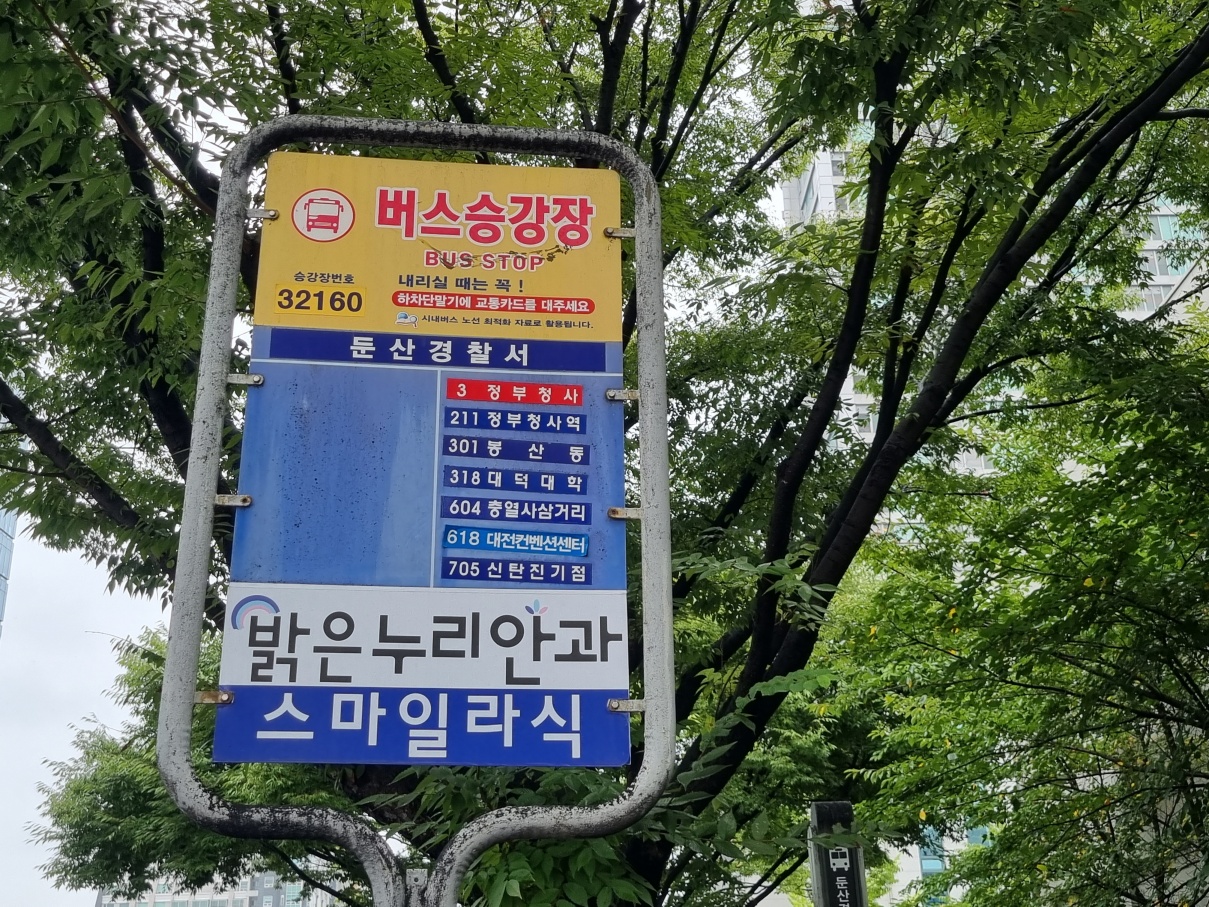 버스승강장
BUS STOP
승강장번호
32160
내리실 때는 꼭 !
하차단말기에 교통카드를 대주세요
시내버스 노선 최적화 자료로 활용됩니다.
둔산경찰서
3 정부청사
211 정부청사역
301 봉산동
318 대덕대학
604 충열사삼거리
618 대전컨벤션센터
705 신탄진기점
밝은누리안과
스마일라식
둔산경